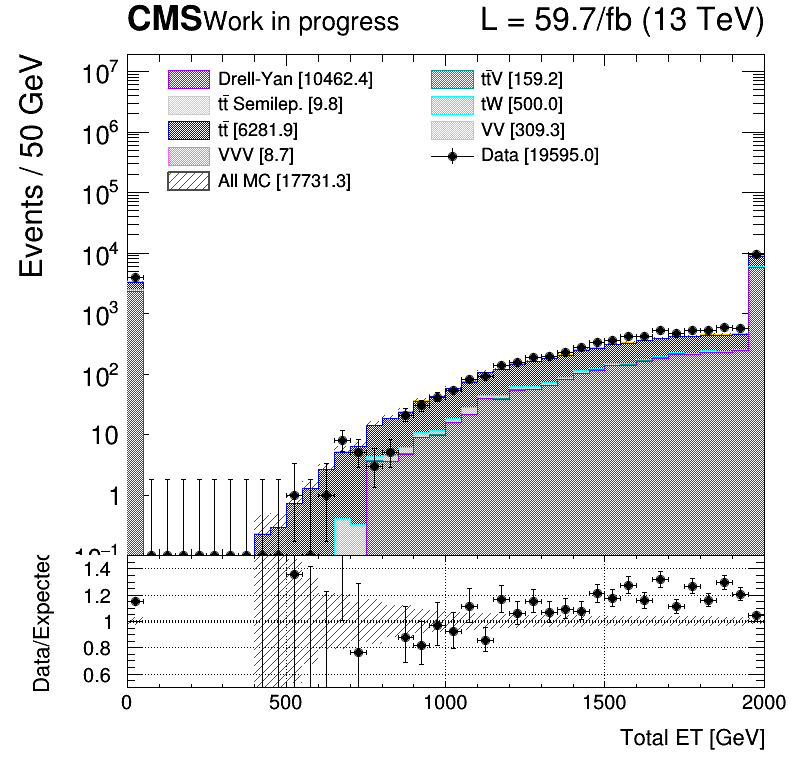 CMS Work in progress L = 59.7/fb (13 TeV)
Events / 50 GeV
10⁷
10⁶
10⁵
10⁴
10³
10²
10
1
10⁻¹
Drell-Yan [10462.4]
tt̄ Semilep. [9.8]
tt̄ [6281.9]
VVV [8.7]
All MC [17731.3]
tt̄V [159.2]
tW [500.0]
VV [309.3]
Data [19595.0]
Data/Expected
1.4
1.2
1
0.8
0.6
0 500 1000 1500 2000
Total ET [GeV]